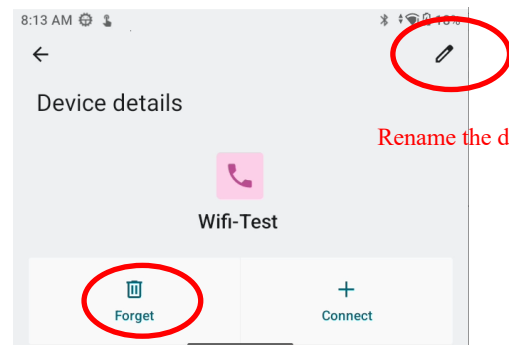 8:13 AM
Device details
Rename the d
Wifi-Test
Forget Connect